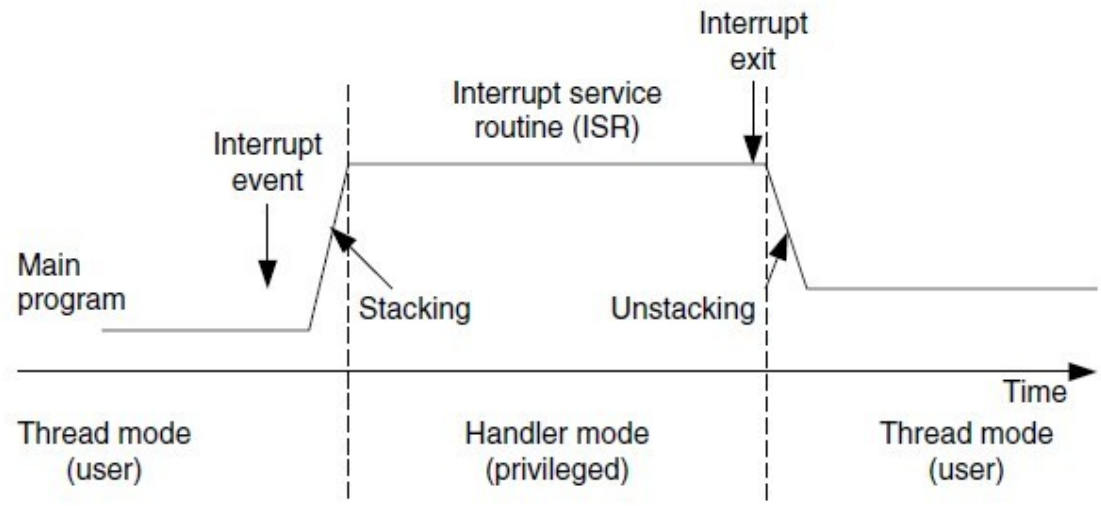 Interrupt
exit
Interrupt service
routine (ISR)
Interrupt
event
Main
program
Stacking
Unstacking
Time
Thread mode
(user)
Handler mode
(privileged)
Thread mode
(user)